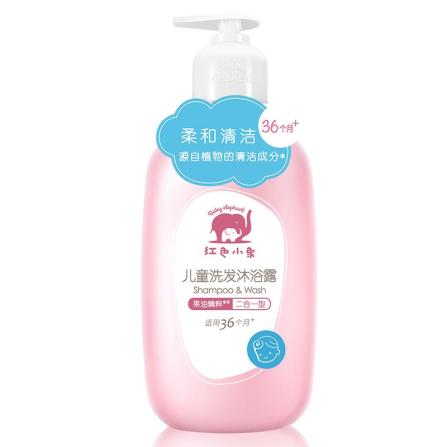 柔和清洁
36个月+
源自植物的清洁成分*
Baby elephant
红色小象
儿童洗发沐浴露
Shampoo & Wash
果油精粹** 二合一型
适用36个月+